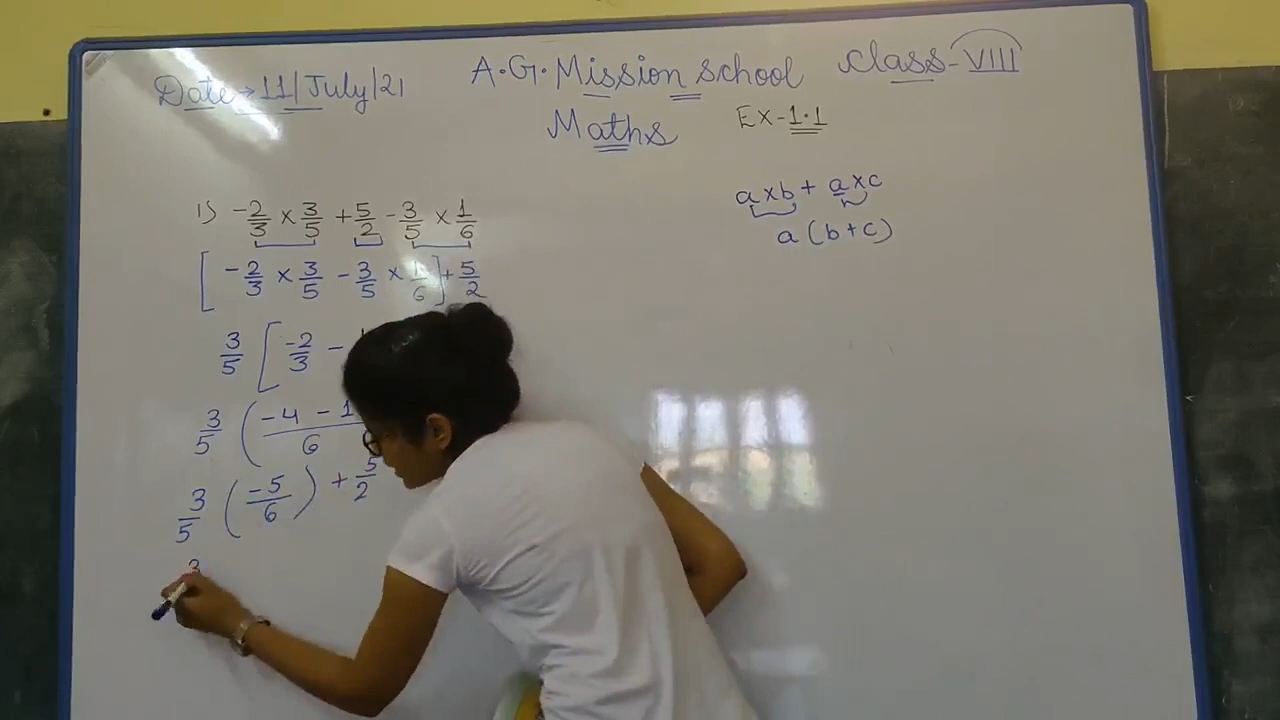 Date → 11/July/21
A.G. Mission school Class-VIII
Maths Ex-1.1
1) -2/3 × 3/5 + 5/2 - 3/5 × 1/6
[ -2/3 × 3/5 - 3/5 × 1/6 ] + 5/2
3/5 [ -2/3 -
3/5 ( -4 - 1 / 6
3/5 ( -5/6 ) + 5/2
3
a×b + a×c
a (b+c)